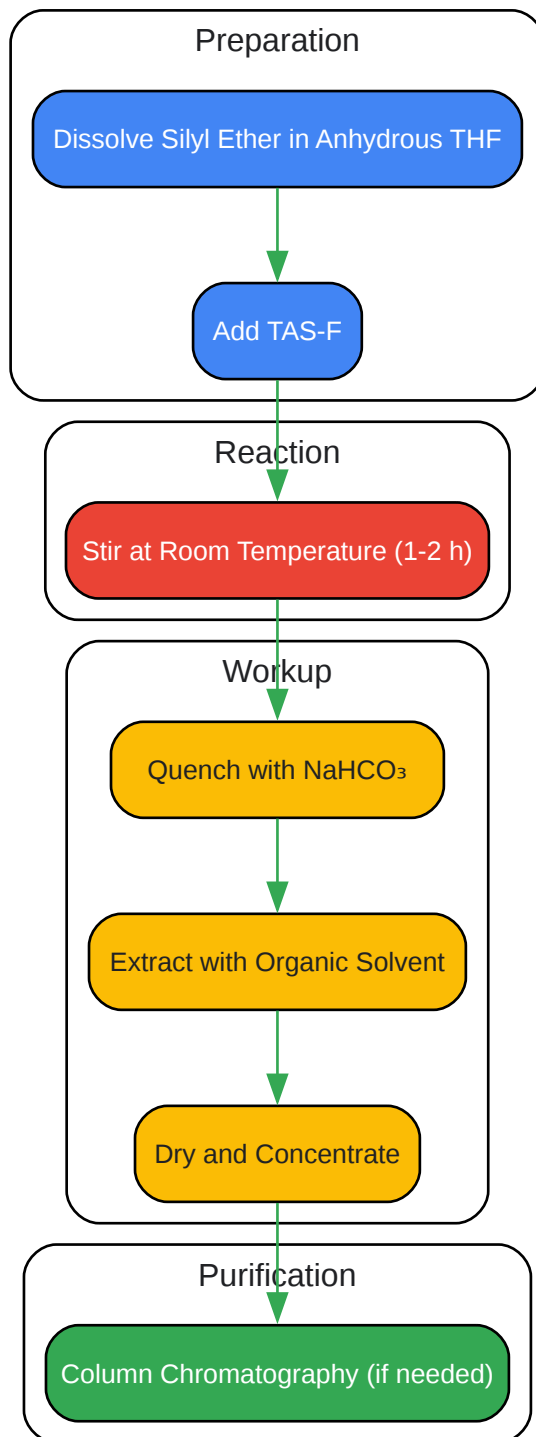 Preparation
Dissolve Silyl Ether in Anhydrous THF
Add TAS-F
Reaction
Stir at Room Temperature (1-2 h)
Workup
Quench with NaHCO₃
Extract with Organic Solvent
Dry and Concentrate
Purification
Column Chromatography (if needed)